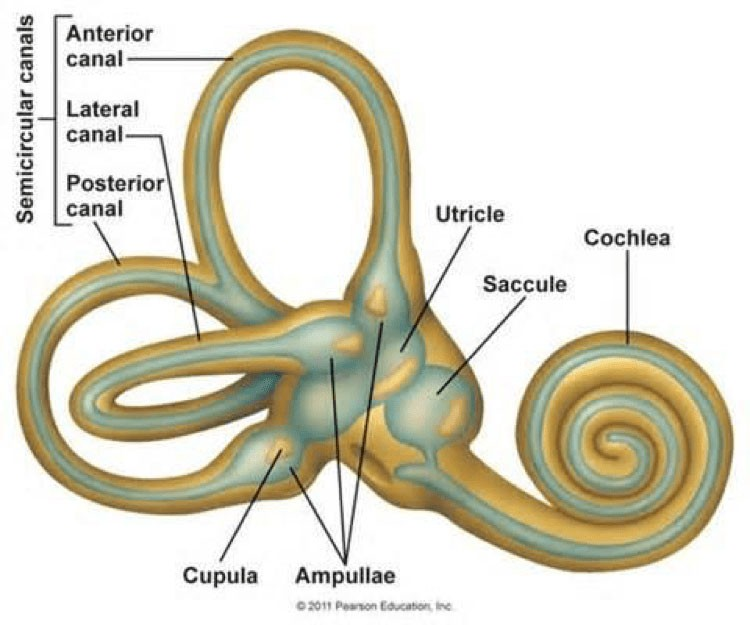 Semicircular canals
Anterior
canal
Lateral
canal
Posterior
canal
Utricle
Saccule
Cochlea
Cupula
Ampullae
© 2011 Pearson Education, Inc.